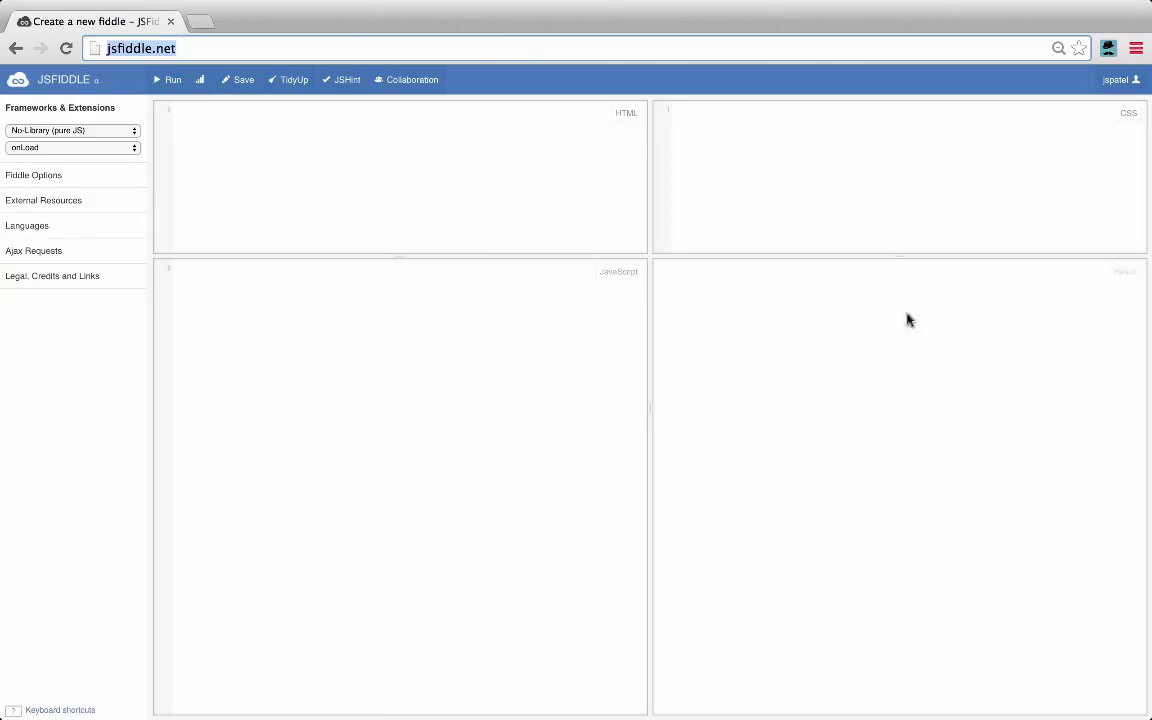 Create a new fiddle – JSFid
jsfiddle.net
JSFIDDLE α
Run
Save
TidyUp
JSHint
Collaboration
jspatel
Frameworks & Extensions
No-Library (pure JS)
onLoad
Fiddle Options
External Resources
Languages
Ajax Requests
Legal, Credits and Links
1
HTML
1
CSS
1
JavaScript
Result
? Keyboard shortcuts